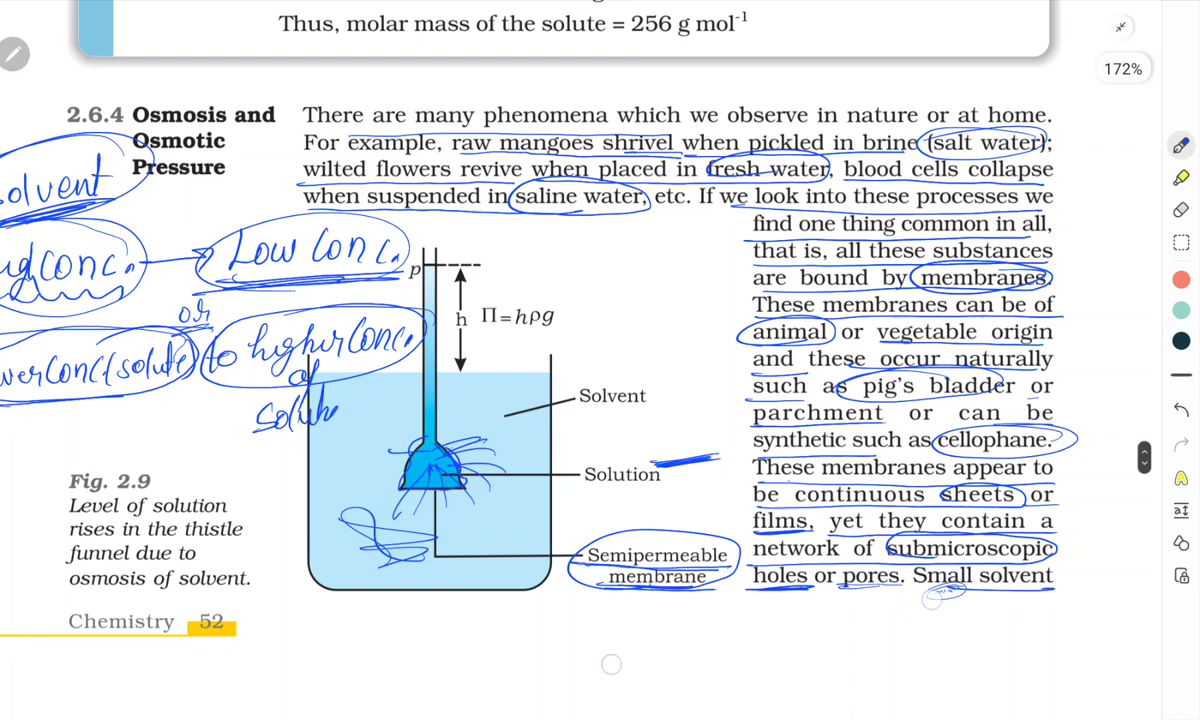 Thus, molar mass of the solute = 256 g mol⁻¹
172%
2.6.4 Osmosis and
Osmotic
Pressure
There are many phenomena which we observe in nature or at home.
For example, raw mangoes shrivel when pickled in brine (salt water);
wilted flowers revive when placed in fresh water, blood cells collapse
when suspended in saline water, etc. If we look into these processes we
find one thing common in all,
that is, all these substances
are bound by membranes.
These membranes can be of
animal or vegetable origin
and these occur naturally
such as pig's bladder or
parchment or can be
synthetic such as cellophane.
These membranes appear to
be continuous sheets or
films, yet they contain a
network of submicroscopic
holes or pores. Small solvent
solvent
conc. → Low Conc.
or
(solute) to higher Conc.
of
solute
p
h
Π=hρg
Solvent
Solution
Semipermeable
membrane
Fig. 2.9
Level of solution
rises in the thistle
funnel due to
osmosis of solvent.
Chemistry 52